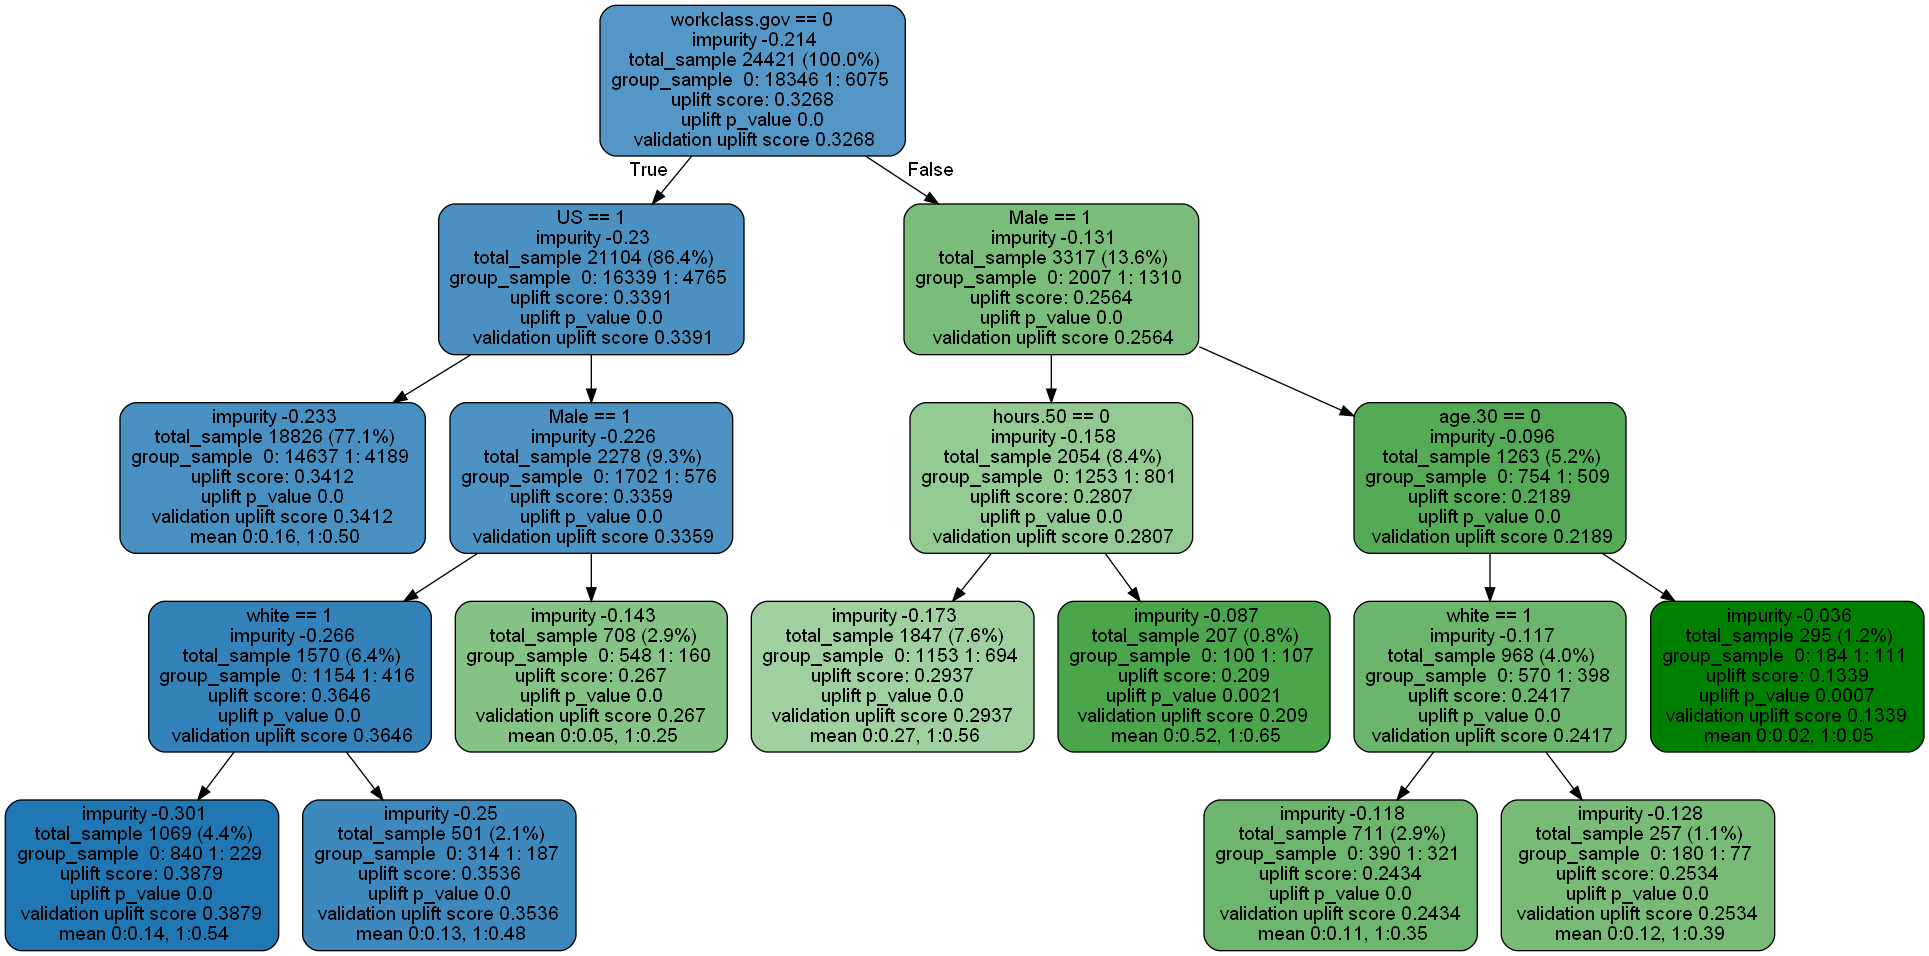 workclass.gov == 0
impurity -0.214
total_sample 24421 (100.0%)
group_sample  0: 18346 1: 6075
uplift score: 0.3268
uplift p_value 0.0
validation uplift score 0.3268
True
False
US == 1
impurity -0.23
total_sample 21104 (86.4%)
group_sample  0: 16339 1: 4765
uplift score: 0.3391
uplift p_value 0.0
validation uplift score 0.3391
Male == 1
impurity -0.131
total_sample 3317 (13.6%)
group_sample  0: 2007 1: 1310
uplift score: 0.2564
uplift p_value 0.0
validation uplift score 0.2564
impurity -0.233
total_sample 18826 (77.1%)
group_sample  0: 14637 1: 4189
uplift score: 0.3412
uplift p_value 0.0
validation uplift score 0.3412
mean 0:0.16, 1:0.50
Male == 1
impurity -0.226
total_sample 2278 (9.3%)
group_sample  0: 1702 1: 576
uplift score: 0.3359
uplift p_value 0.0
validation uplift score 0.3359
hours.50 == 0
impurity -0.158
total_sample 2054 (8.4%)
group_sample  0: 1253 1: 801
uplift score: 0.2807
uplift p_value 0.0
validation uplift score 0.2807
age.30 == 0
impurity -0.096
total_sample 1263 (5.2%)
group_sample  0: 754 1: 509
uplift score: 0.2189
uplift p_value 0.0
validation uplift score 0.2189
white == 1
impurity -0.266
total_sample 1570 (6.4%)
group_sample  0: 1154 1: 416
uplift score: 0.3646
uplift p_value 0.0
validation uplift score 0.3646
impurity -0.143
total_sample 708 (2.9%)
group_sample  0: 548 1: 160
uplift score: 0.267
uplift p_value 0.0
validation uplift score 0.267
mean 0:0.05, 1:0.25
impurity -0.173
total_sample 1847 (7.6%)
group_sample  0: 1153 1: 694
uplift score: 0.2937
uplift p_value 0.0
validation uplift score 0.2937
mean 0:0.27, 1:0.56
impurity -0.087
total_sample 207 (0.8%)
group_sample  0: 100 1: 107
uplift score: 0.209
uplift p_value 0.0021
validation uplift score 0.209
mean 0:0.52, 1:0.65
white == 1
impurity -0.117
total_sample 968 (4.0%)
group_sample  0: 570 1: 398
uplift score: 0.2417
uplift p_value 0.0
validation uplift score 0.2417
impurity -0.036
total_sample 295 (1.2%)
group_sample  0: 184 1: 111
uplift score: 0.1339
uplift p_value 0.0007
validation uplift score 0.1339
mean 0:0.02, 1:0.05
impurity -0.301
total_sample 1069 (4.4%)
group_sample  0: 840 1: 229
uplift score: 0.3879
uplift p_value 0.0
validation uplift score 0.3879
mean 0:0.14, 1:0.54
impurity -0.25
total_sample 501 (2.1%)
group_sample  0: 314 1: 187
uplift score: 0.3536
uplift p_value 0.0
validation uplift score 0.3536
mean 0:0.13, 1:0.48
impurity -0.118
total_sample 711 (2.9%)
group_sample  0: 390 1: 321
uplift score: 0.2434
uplift p_value 0.0
validation uplift score 0.2434
mean 0:0.11, 1:0.35
impurity -0.128
total_sample 257 (1.1%)
group_sample  0: 180 1: 77
uplift score: 0.2534
uplift p_value 0.0
validation uplift score 0.2534
mean 0:0.12, 1:0.39